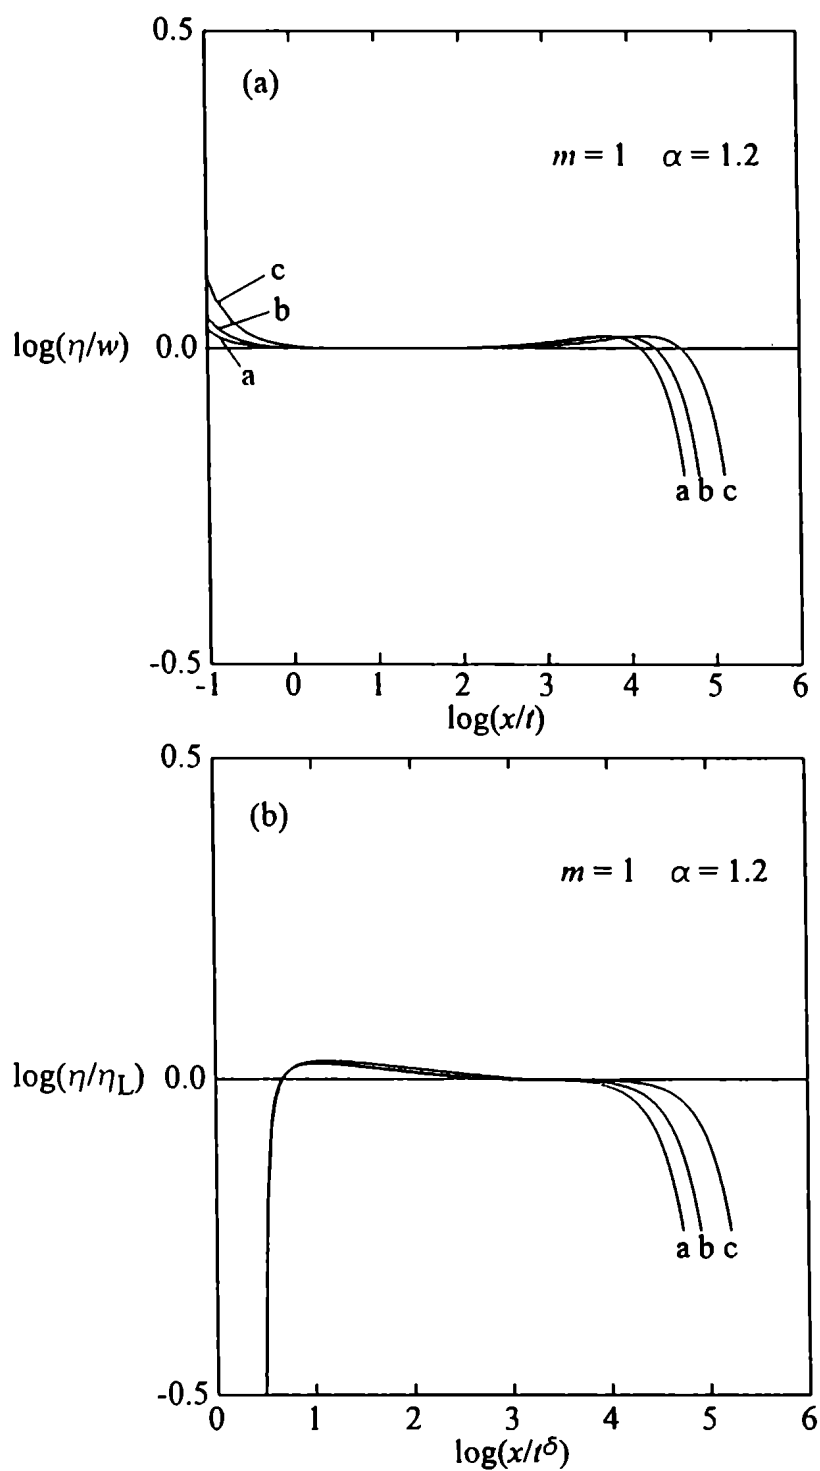 0.5
(a)
m = 1 α = 1.2
c
b
log(η/w) 0.0
a
a b c
-0.5
-1 0 1 2 3 4 5 6
log(x/t)
0.5
(b)
m = 1 α = 1.2
log(η/η_L) 0.0
a b c
-0.5
0 1 2 3 4 5 6
log(x/t^δ)